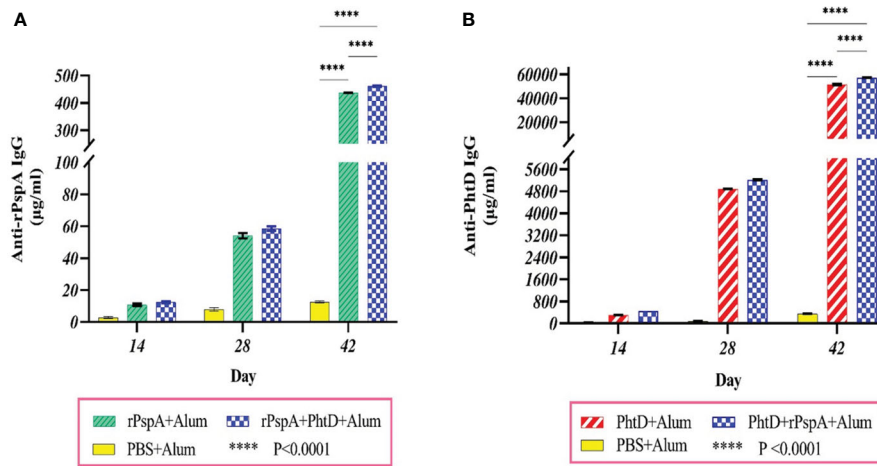 A
****
****
****
Anti-rPspA IgG
(µg/ml)
500
400
300
100
80
60
40
20
0
14
28
42
Day
rPspA+Alum
rPspA+PhtD+Alum
PBS+Alum
**** P<0.0001
B
****
****
****
Anti-PhtD IgG
(µg/ml)
60000
40000
20000
5600
4800
4000
3200
2400
1600
800
0
14
28
42
Day
PhtD+Alum
PhtD+rPspA+Alum
PBS+Alum
**** P<0.0001